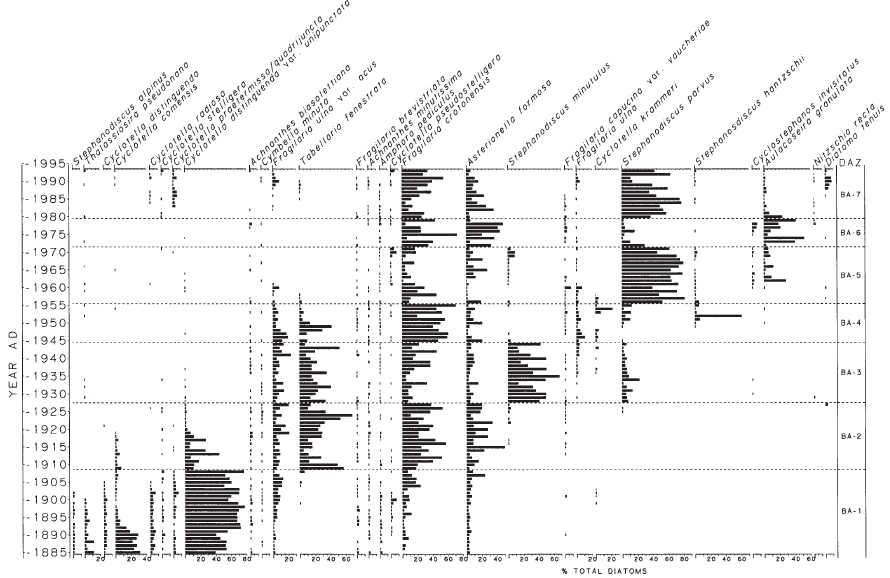 Stephanodiscus alpinus
Thalassiosira pseudonana
Cyclotella distinguenda
Cyclotella comensis
Cyclotella radiosa
Cyclotella stelligera
Cyclotella praetermissa/quadrijuncta
Cyclotella distinguenda var. unipunctata
Achnanthes biasolettiana
Cymbella minuta
Fragilaria ulna var. acus
Tabellaria fenestrata
Fragilaria brevistriata
Achnanthes minutissima
Amphora pediculus
Cyclotella pseudostelligera
Fragilaria crotonensis
Asterionella formosa
Stephanodiscus minutulus
Fragilaria capucina var. vaucheriae
Fragilaria ulna
Cyclotella krammeri
Stephanodiscus parvus
Stephanosdiscus hantzschii
Cyclostephanos invisitatus
Aulacoseira granulata
Nitzschia recta
Diatoma tenuis
YEAR AD
1995
1990
1985
1980
1975
1970
1965
1960
1955
1950
1945
1940
1935
1930
1925
1920
1915
1910
1905
1900
1895
1890
1885
DAZ
BA-7
BA-6
BA-5
BA-4
BA-3
BA-2
BA-1
% TOTAL DIATOMS